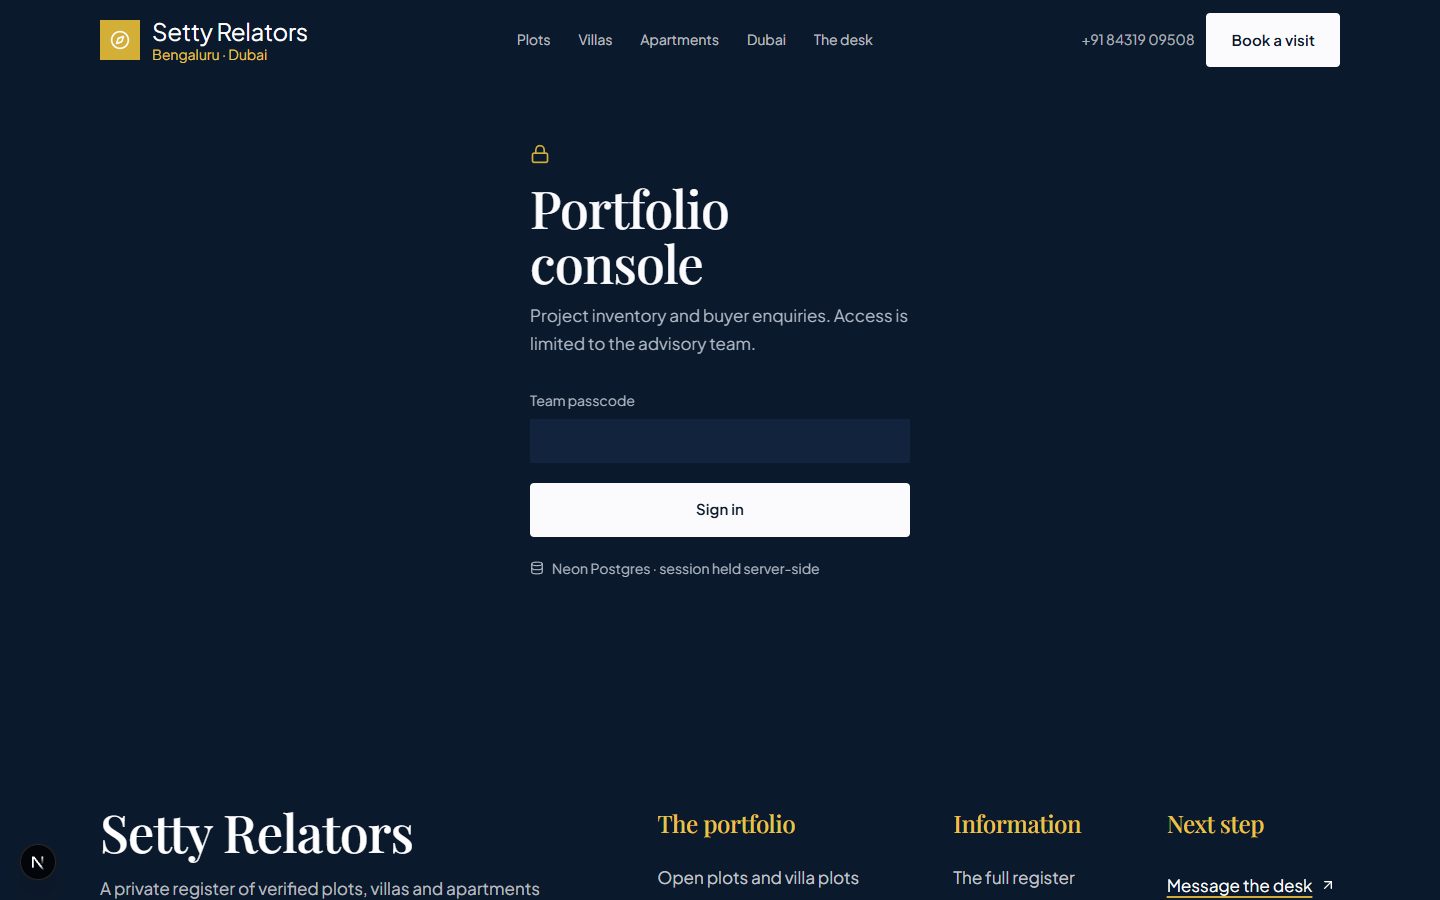 Setty Relators
Bengaluru · Dubai
Plots
Villas
Apartments
Dubai
The desk
+91 84319 09508
Book a visit
Portfolio
console
Project inventory and buyer enquiries. Access is
limited to the advisory team.
Team passcode
Sign in
Neon Postgres · session held server-side
Setty Relators
A private register of verified plots, villas and apartments
The portfolio
Open plots and villa plots
Information
The full register
Next step
Message the desk
N